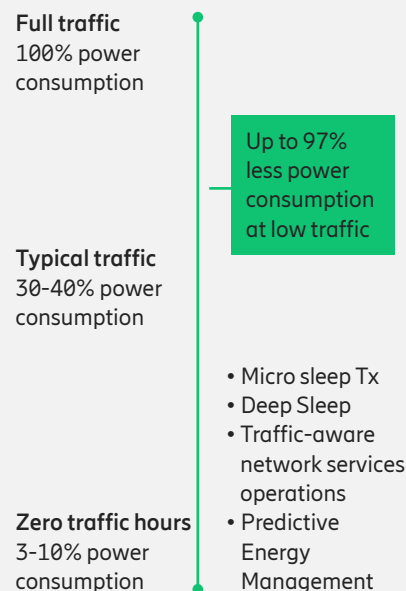 Full traffic
100% power
consumption
Up to 97%
less power
consumption
at low traffic
Typical traffic
30-40% power
consumption
• Micro sleep Tx
• Deep Sleep
• Traffic-aware
network services
operations
• Predictive
Energy
Management
Zero traffic hours
3-10% power
consumption